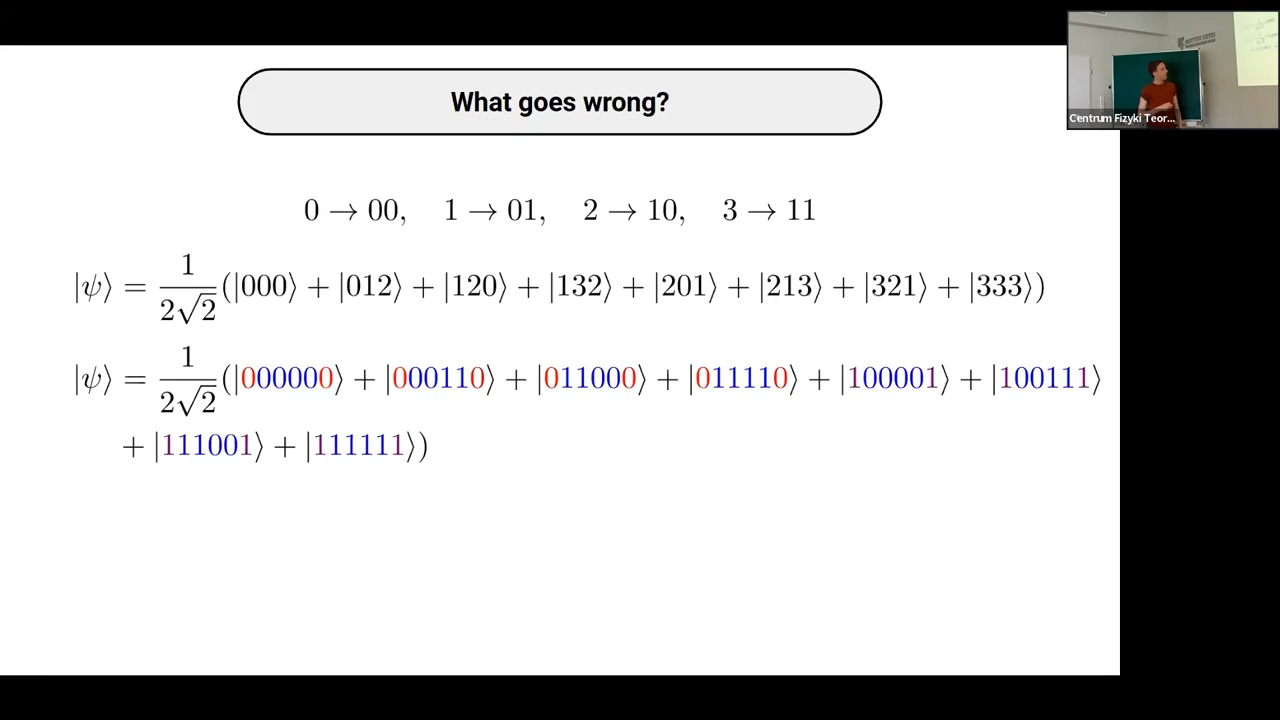 What goes wrong?
0 → 00, 1 → 01, 2 → 10, 3 → 11
|ψ⟩ = 1/(2√2) (|000⟩ + |012⟩ + |120⟩ + |132⟩ + |201⟩ + |213⟩ + |321⟩ + |333⟩)
|ψ⟩ = 1/(2√2) (|000000⟩ + |000110⟩ + |011000⟩ + |011110⟩ + |100001⟩ + |100111⟩
+ |111001⟩ + |111111⟩)
Centrum Fizyki Teor...